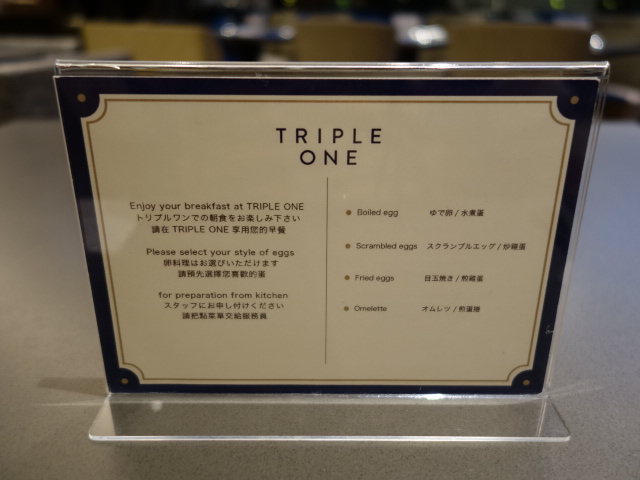 TRIPLE
ONE
Enjoy your breakfast at TRIPLE ONE
トリプルワンでの朝食をお楽しみ下さい
請在 TRIPLE ONE 享用您的早餐
Please select your style of eggs
卵料理はお選びいただけます
請預先選擇您喜歡的蛋
for preparation from kitchen
スタッフにお申し付けください
請把點菜單交給服務員
Boiled egg ゆで卵 / 水煮蛋
Scrambled eggs スクランブルエッグ / 炒雞蛋
Fried eggs 目玉焼き / 煎雞蛋
Omelette オムレツ / 煎蛋捲